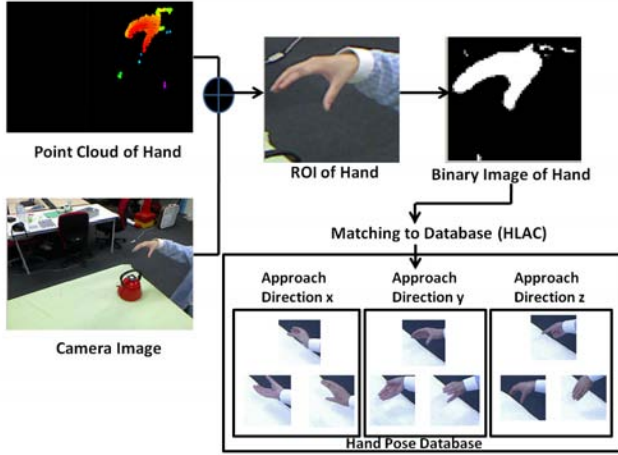 Point Cloud of Hand
ROI of Hand
Binary Image of Hand
Matching to Database (HLAC)
Camera Image
Approach
Direction x
Approach
Direction y
Approach
Direction z
Hand Pose Database